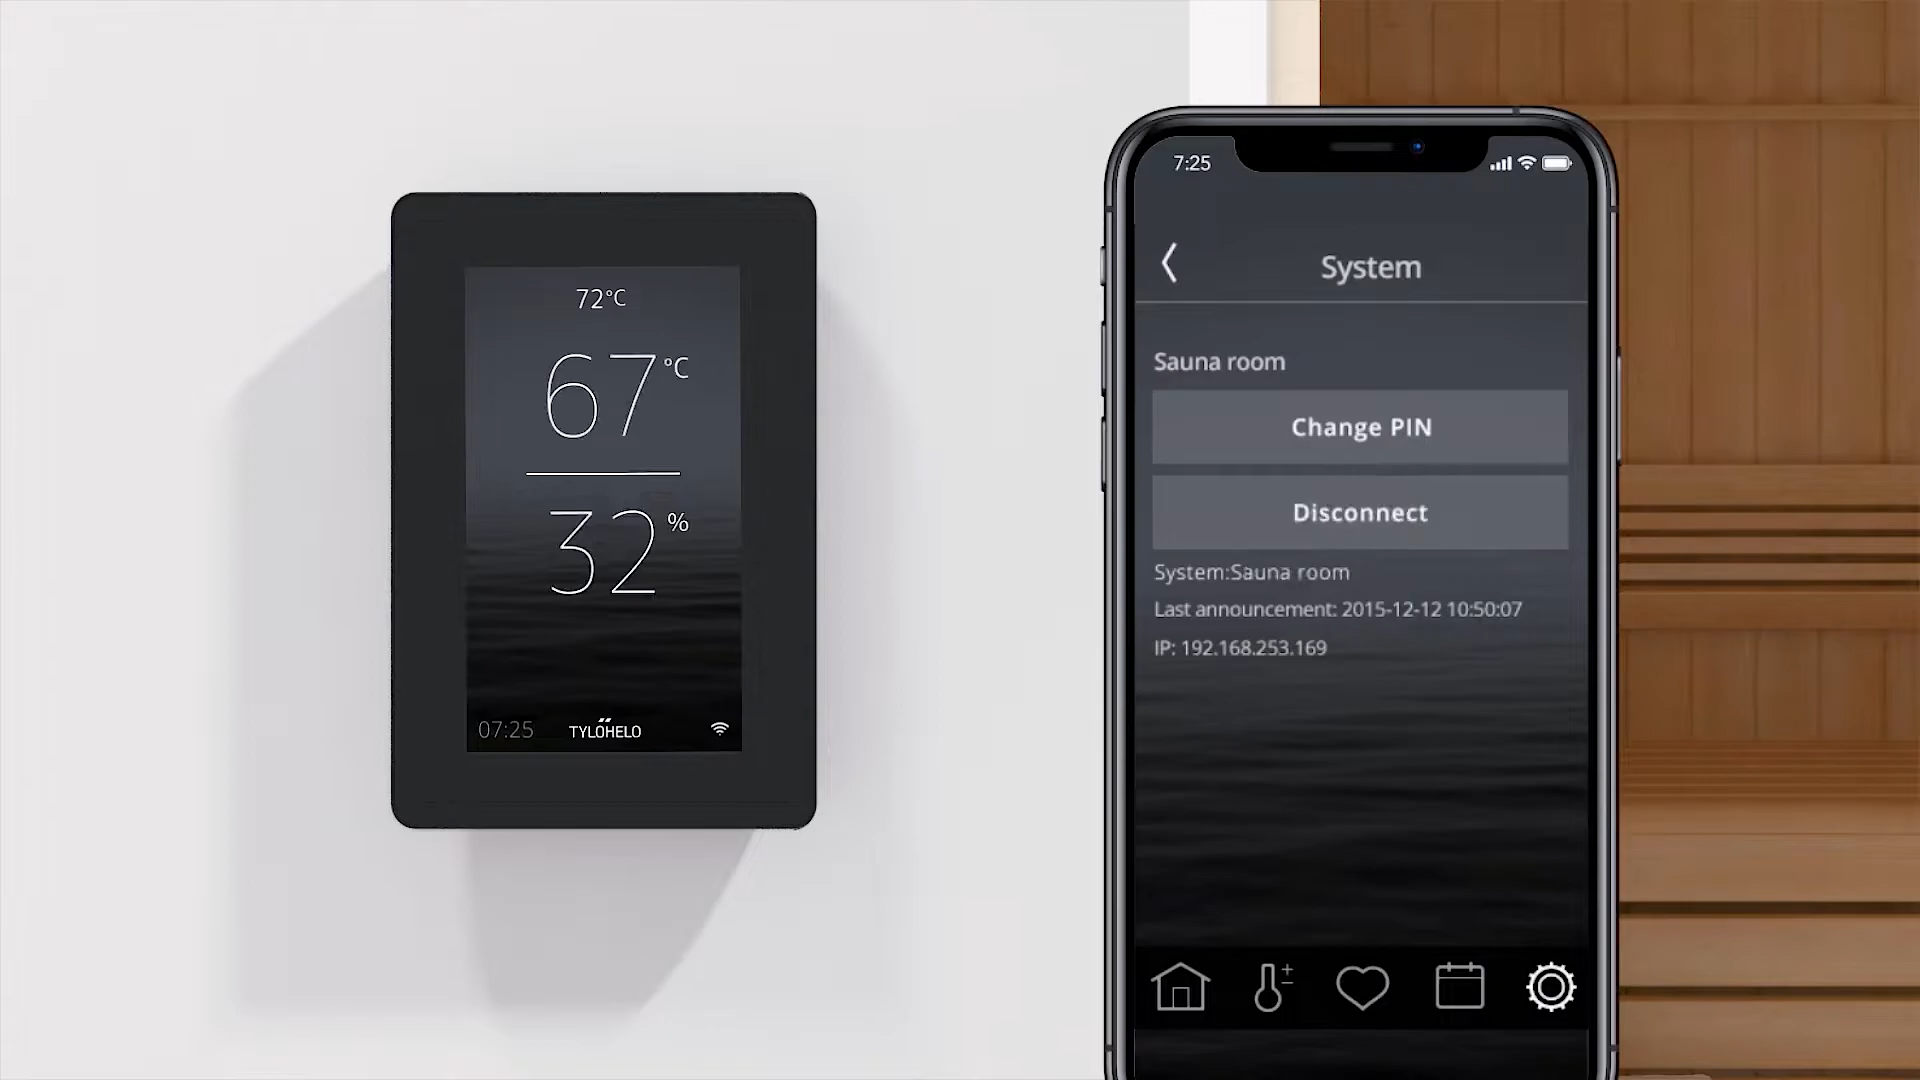 72°C
67°C
32%
07:25
TYLÖHELO
7:25
System
Sauna room
Change PIN
Disconnect
System:Sauna room
Last announcement: 2015-12-12 10:50:07
IP: 192.168.253.169